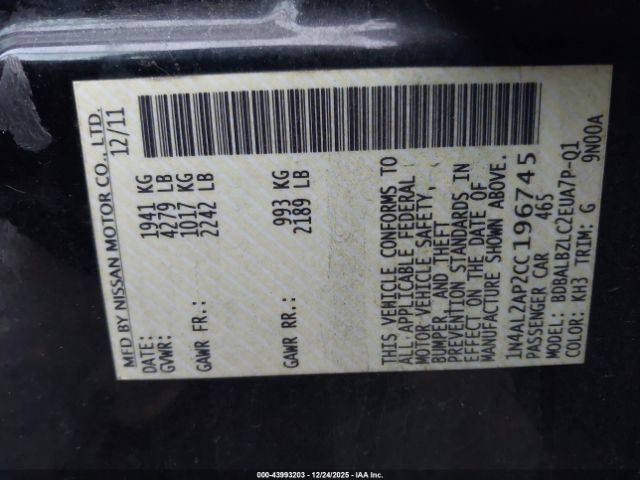 MFD BY NISSAN MOTOR CO., LTD.
DATE: 12/11
GVWR: 1941 KG
4279 LB
GAWR FR.: 1017 KG
2242 LB
GAWR RR.: 993 KG
2189 LB
THIS VEHICLE CONFORMS TO
ALL APPLICABLE FEDERAL
MOTOR VEHICLE SAFETY,
BUMPER, AND THEFT
PREVENTION STANDARDS IN
EFFECT ON THE DATE OF
MANUFACTURE SHOWN ABOVE.
1N4AL2AP2CC196745
PASSENGER CAR 465
MODEL: BDBALBZLC2EUA7P-Q1
COLOR: KH3 TRIM: G 9N00A
000-43993203 - 12/24/2025 - IAA Inc.